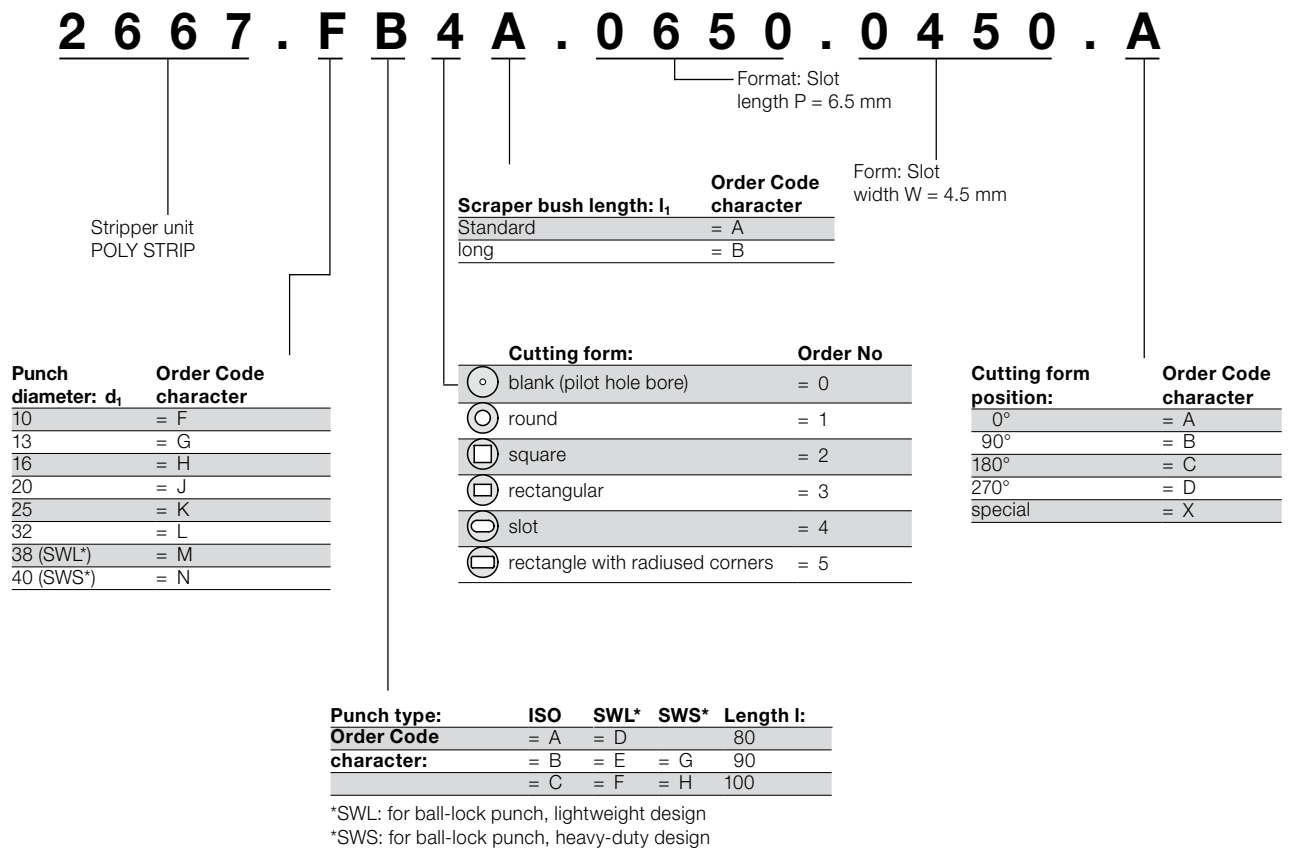 2667.FB4A.0650.0450.A
Format: Slot
length P = 6.5 mm
Form: Slot
width W = 4.5 mm
Stripper unit
POLY STRIP
Scraper bush length: l₁ Order Code character
Standard = A
long = B
Punch diameter: d₁ Order Code character
10 = F
13 = G
16 = H
20 = J
25 = K
32 = L
38 (SWL*) = M
40 (SWS*) = N
Cutting form: Order No
blank (pilot hole bore) = 0
round = 1
square = 2
rectangular = 3
slot = 4
rectangle with radiused corners = 5
Cutting form position: Order Code character
0° = A
90° = B
180° = C
270° = D
special = X
Punch type: ISO SWL* SWS* Length l:
Order Code = A = D 80
character: = B = E = G 90
= C = F = H 100
*SWL: for ball-lock punch, lightweight design
*SWS: for ball-lock punch, heavy-duty design